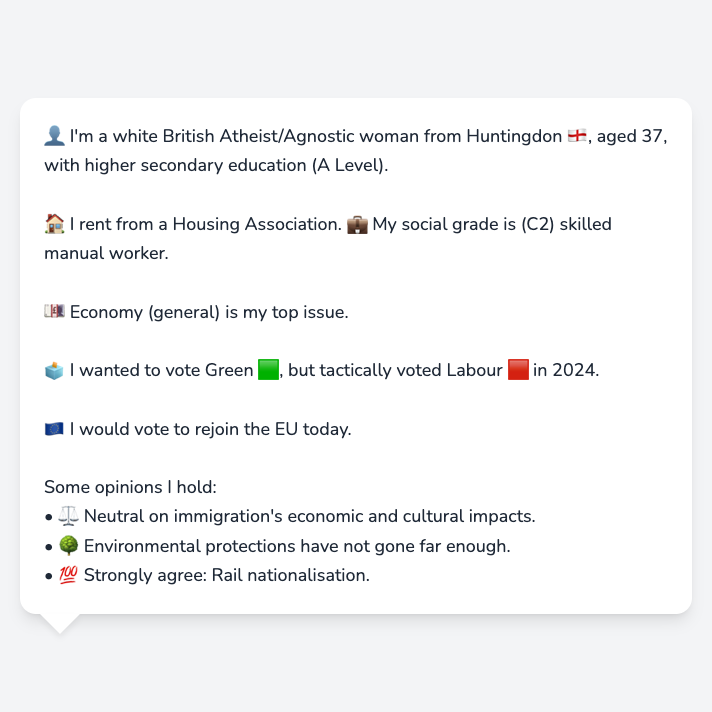 👤 I'm a white British Atheist/Agnostic woman from Huntingdon 🏴󠁧󠁢󠁥󠁮󠁧󠁿, aged 37,
with higher secondary education (A Level).
🏠 I rent from a Housing Association. 💼 My social grade is (C2) skilled
manual worker.
💷 Economy (general) is my top issue.
🗳️ I wanted to vote Green 🟩, but tactically voted Labour 🟥 in 2024.
🇪🇺 I would vote to rejoin the EU today.
Some opinions I hold:
• ⚖️ Neutral on immigration's economic and cultural impacts.
• 🌳 Environmental protections have not gone far enough.
• 💯 Strongly agree: Rail nationalisation.